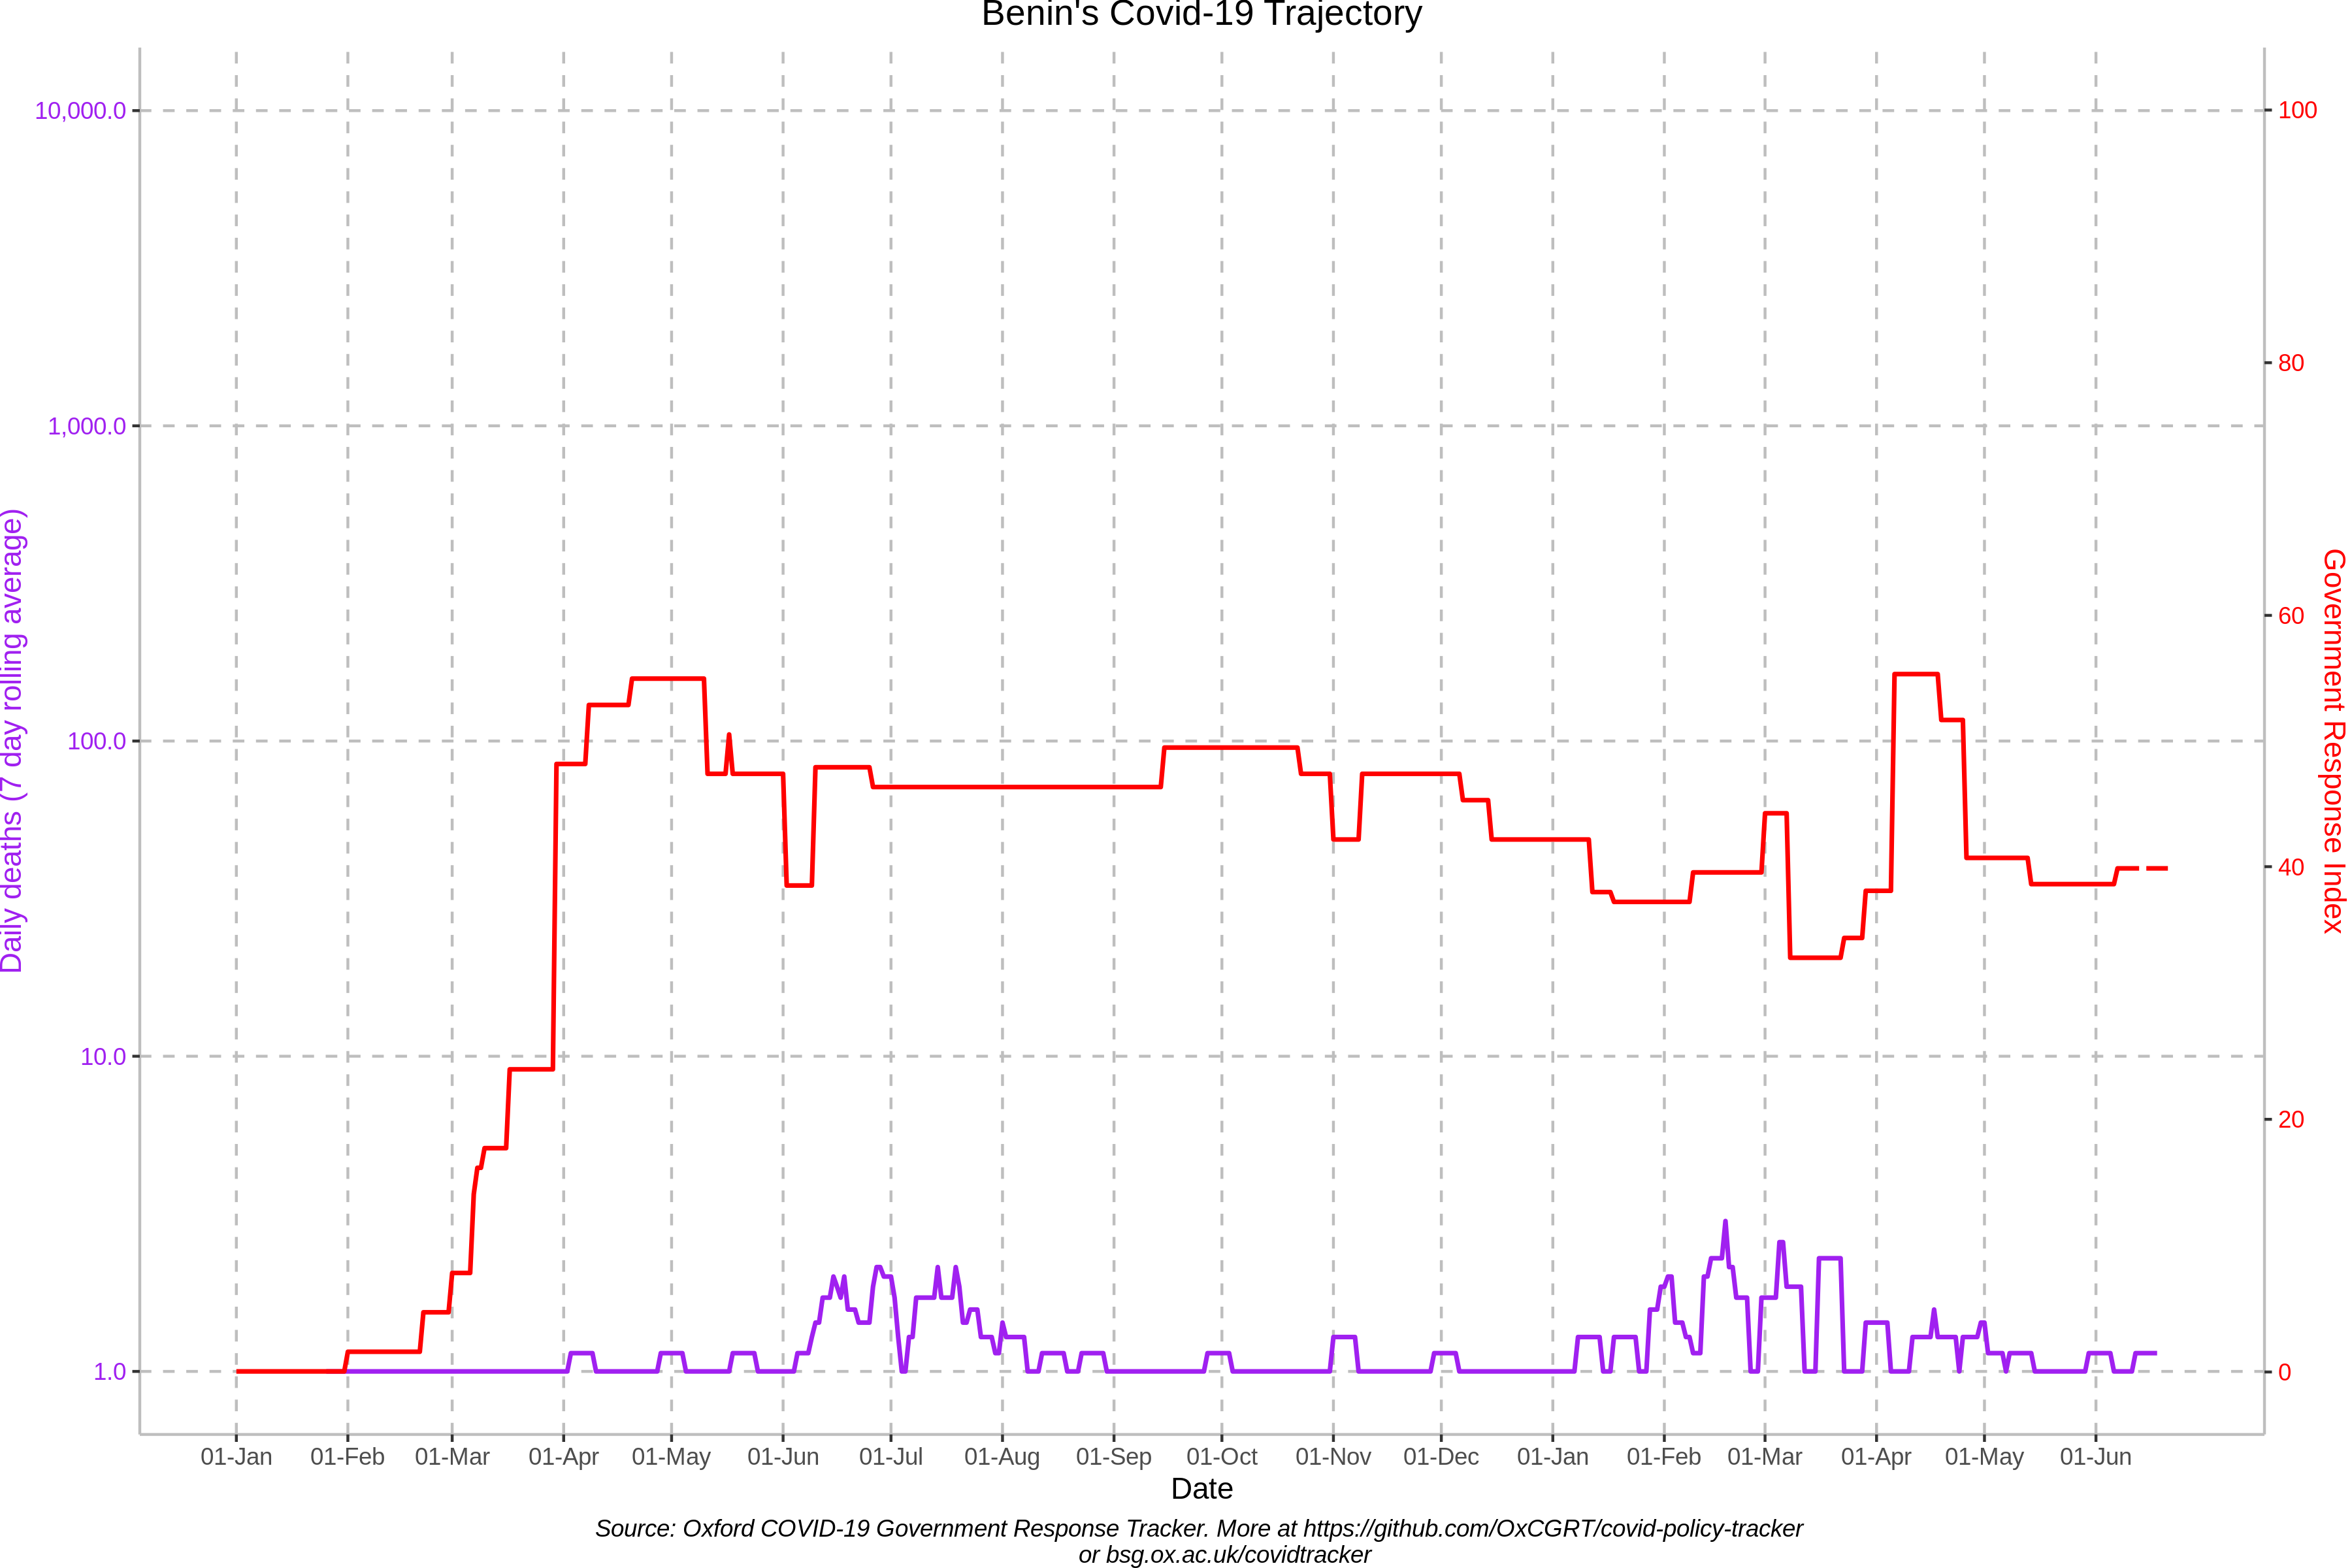 Benin's Covid-19 Trajectory
Daily deaths (7 day rolling average)
10,000.0
1,000.0
100.0
10.0
1.0
100
80
60
40
20
0
Government Response Index
01-Jan 01-Feb 01-Mar 01-Apr 01-May 01-Jun 01-Jul 01-Aug 01-Sep 01-Oct 01-Nov 01-Dec 01-Jan 01-Feb 01-Mar 01-Apr 01-May 01-Jun
Date
Source: Oxford COVID-19 Government Response Tracker. More at https://github.com/OxCGRT/covid-policy-tracker
or bsg.ox.ac.uk/covidtracker